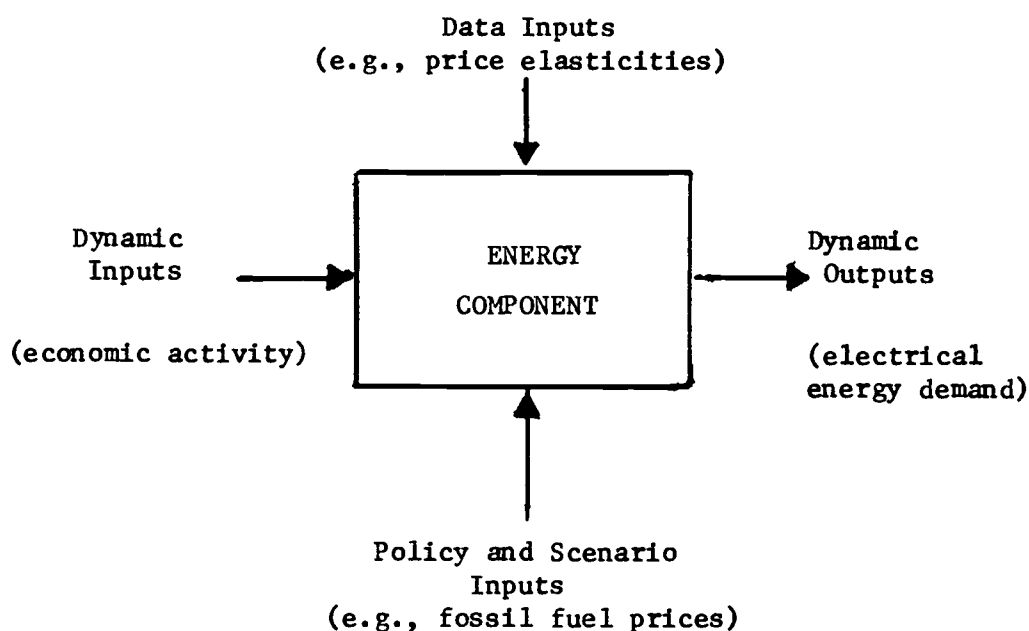 Data Inputs
(e.g., price elasticities)
Dynamic
Inputs
(economic activity)
ENERGY
COMPONENT
Dynamic
Outputs
(electrical
energy demand)
Policy and Scenario
Inputs
(e.g., fossil fuel prices)